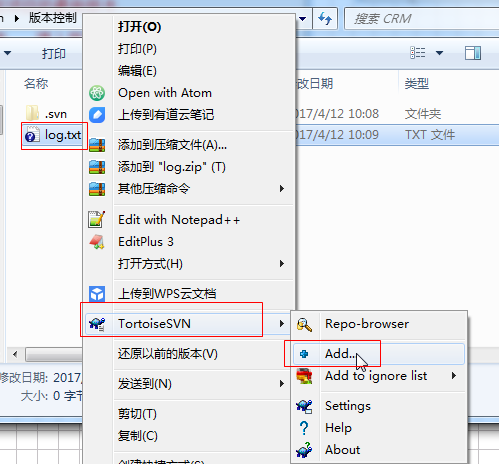 版本控制
搜索 CRM
打印
名称
改日期
类型
.svn
2017/4/12 10:08
文件夹
log.txt
2017/4/12 10:09
TXT 文件
打开(O)
打印(P)
编辑(E)
Open with Atom
上传到有道云笔记
添加到压缩文件(A)...
添加到 "log.zip" (T)
其他压缩命令
Edit with Notepad++
EditPlus 3
打开方式(H)
上传到WPS云文档
TortoiseSVN
还原以前的版本(V)
发送到(N)
剪切(T)
复制(C)
Repo-browser
Add...
Add to ignore list
Settings
Help
About
修改日期: 2017/
大小: 0 字